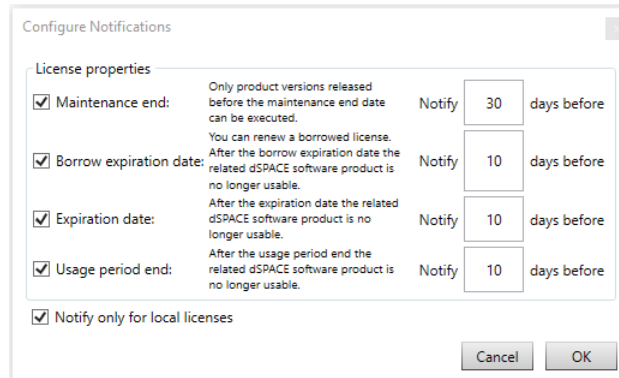 Configure Notifications
License properties
Maintenance end:
Only product versions released
before the maintenance end date
can be executed.
Notify 30 days before
Borrow expiration date:
You can renew a borrowed license.
After the borrow expiration date the
related dSPACE software product is
no longer usable.
Notify 10 days before
Expiration date:
After the expiration date the related
dSPACE software product is no
longer usable.
Notify 10 days before
Usage period end:
After the usage period end the
related dSPACE software product is
no longer usable.
Notify 10 days before
Notify only for local licenses
Cancel OK